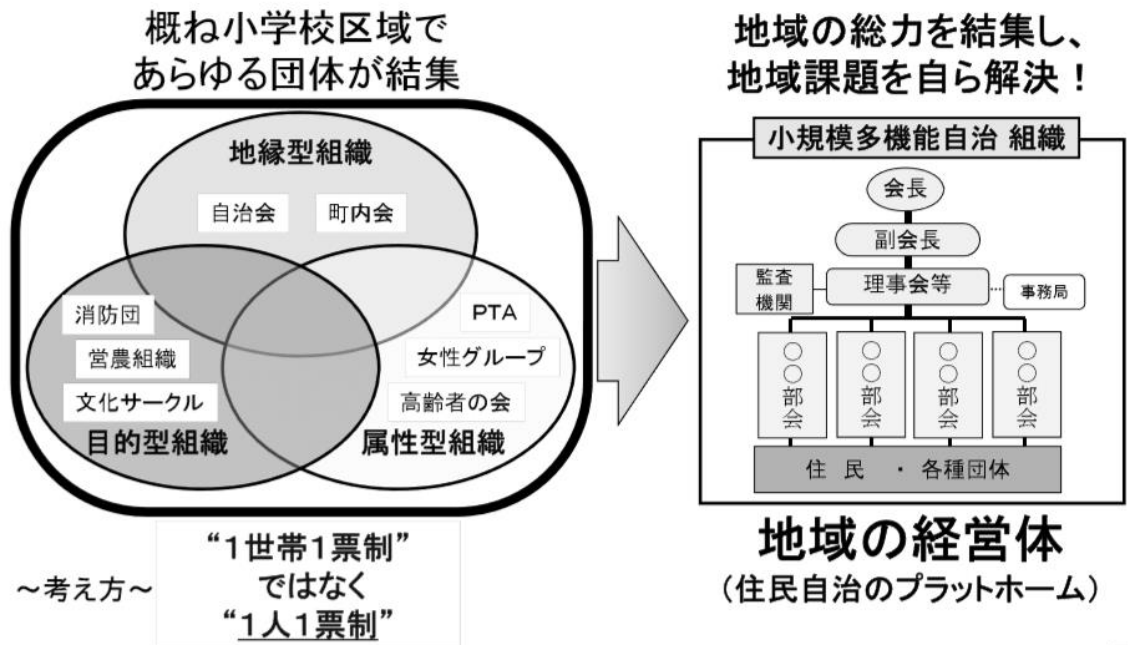 概ね小学校区域で
あらゆる団体が結集
地縁型組織
自治会
町内会
消防団
営農組織
文化サークル
目的型組織
PTA
女性グループ
高齢者の会
属性型組織
～考え方～
“１世帯１票制”
ではなく
“１人１票制”
地域の総力を結集し、
地域課題を自ら解決！
小規模多機能自治 組織
会長
副会長
監査
機関
理事会等
事務局
○○部会
○○部会
○○部会
○○部会
住 民 ・ 各種団体
地域の経営体
（住民自治のプラットホーム）